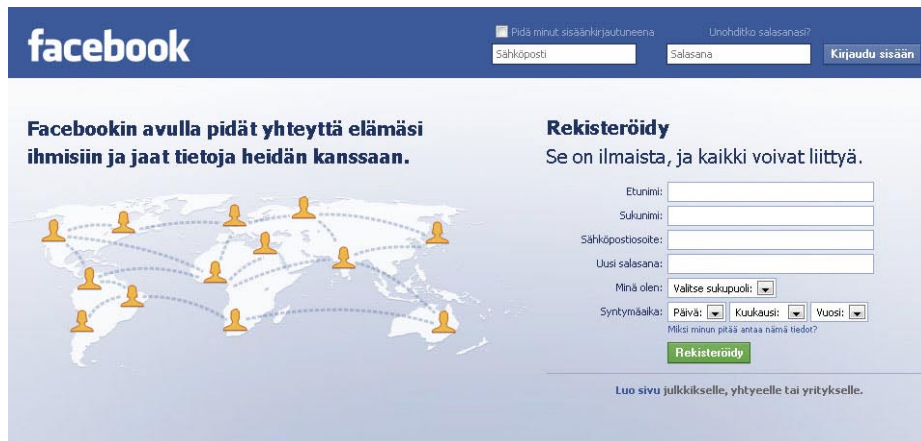 facebook
Pidä minut sisäänkirjautuneena
Unohditko salasanasi?
Sähköposti
Salasana
Kirjaudu sisään
Facebookin avulla pidät yhteyttä elämäsi
ihmisiin ja jaat tietoja heidän kanssaan.
Rekisteröidy
Se on ilmaista, ja kaikki voivat liittyä.
Etunimi:
Sukunimi:
Sähköpostiosoite:
Uusi salasana:
Minä olen: Valitse sukupuoli:
Syntymäaika: Päivä: Kuukausi: Vuosi:
Miksi minun pitää antaa nämä tiedot?
Rekisteröidy
Luo sivu julkkikselle, yhtyeelle tai yritykselle.